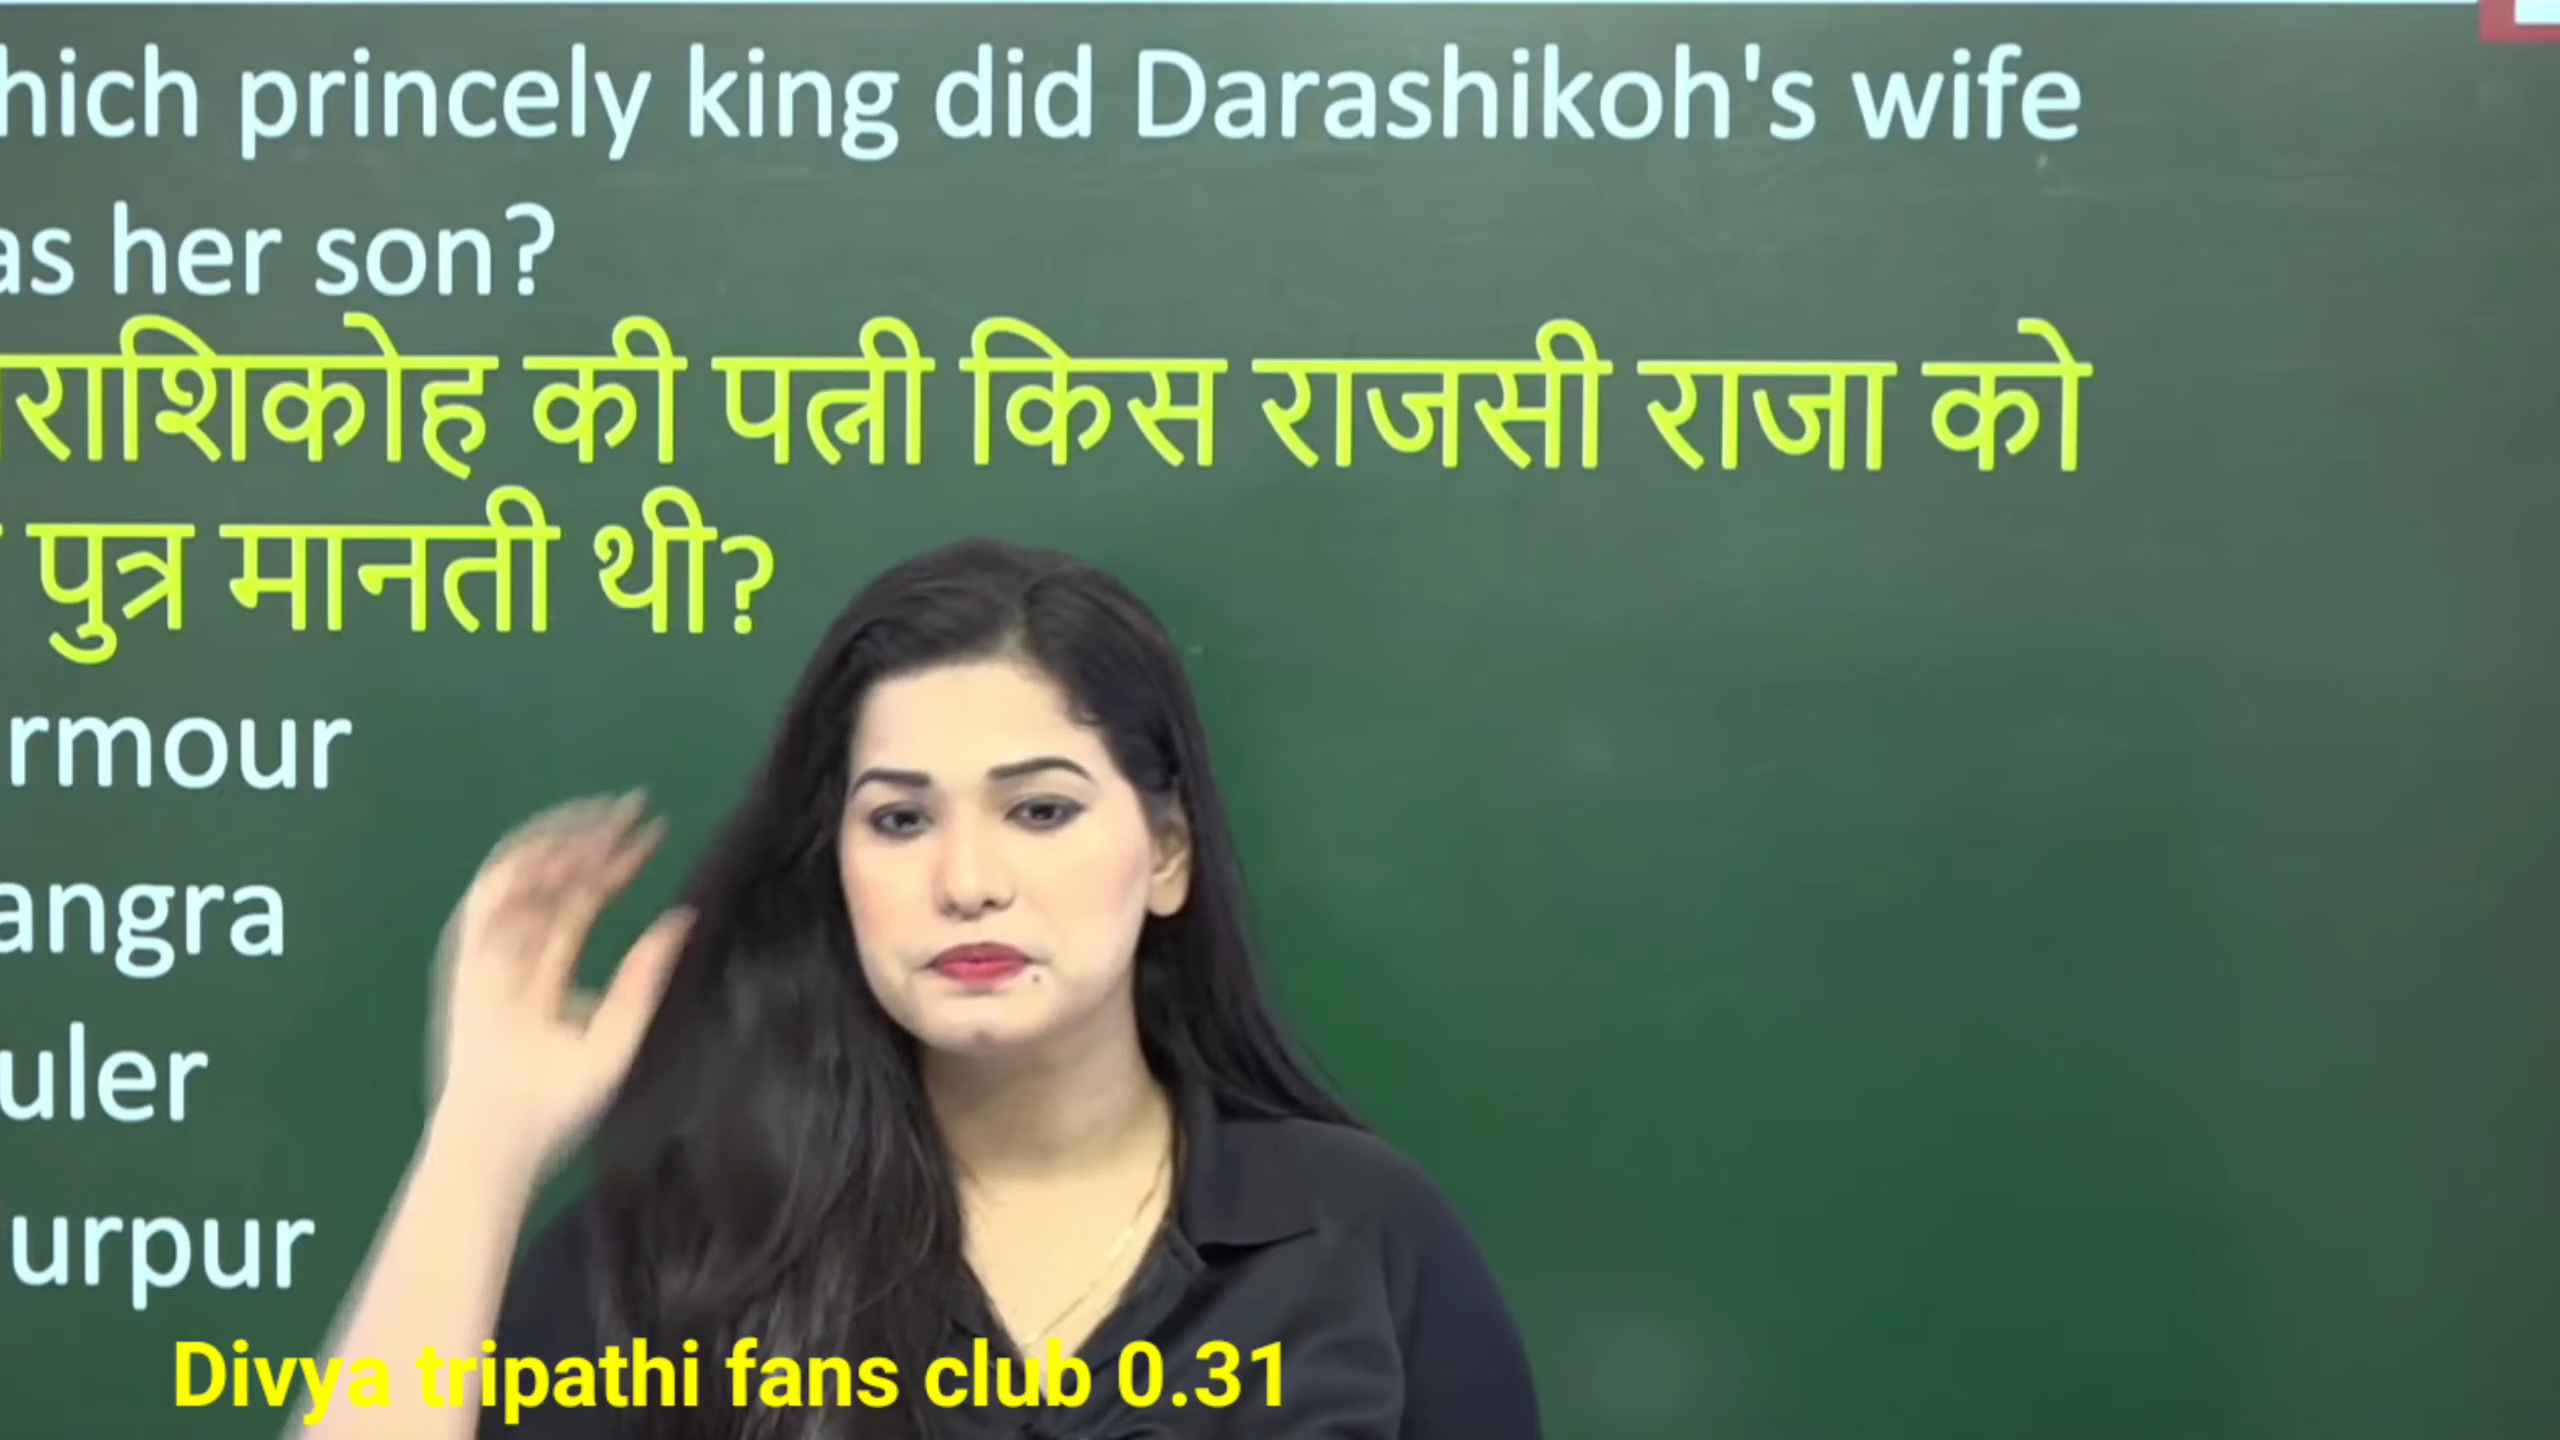 hich princely king did Darashikoh's wife
as her son?
राशिकोह की पत्नी किस राजसी राजा को
पुत्र मानती थी?
rmour
angra
uler
urpur
Divya tripathi fans club 0.31